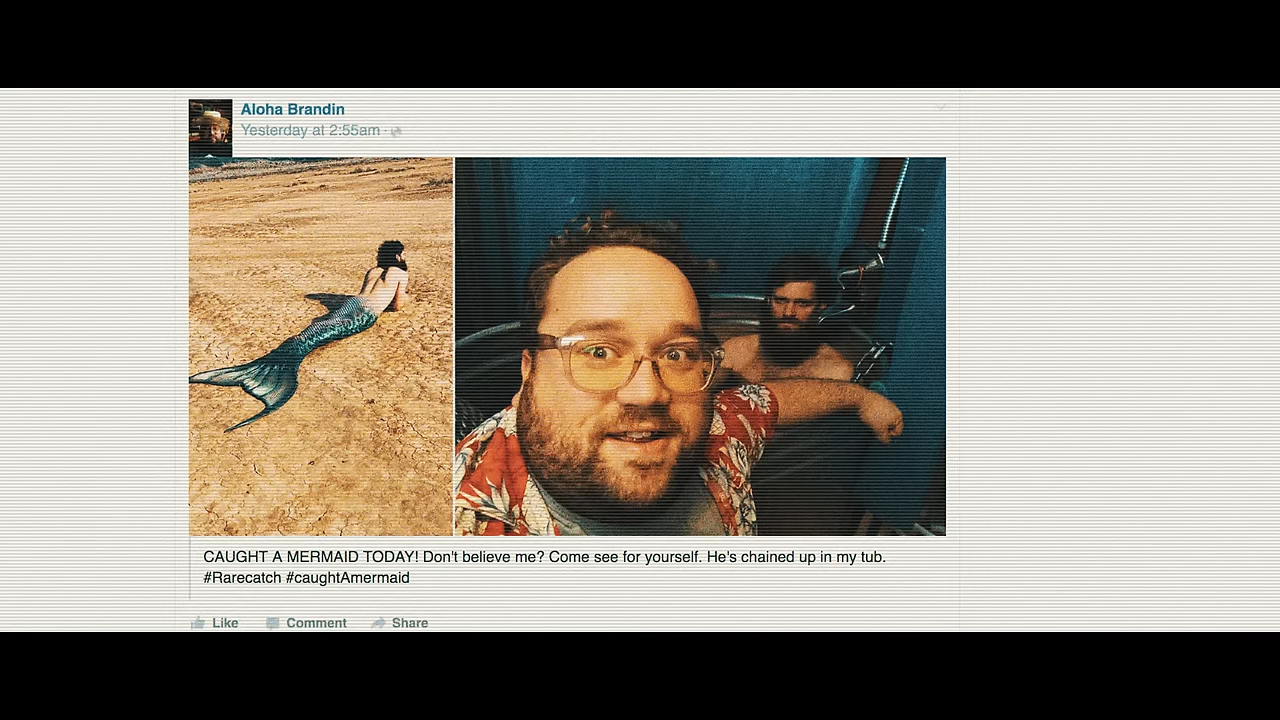 Aloha Brandin
Yesterday at 2:55am ·
CAUGHT A MERMAID TODAY! Don't believe me? Come see for yourself. He's chained up in my tub.
#Rarecatch #caughtAmermaid
Like Comment Share